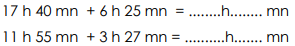 17 h 40 mn + 6 h 25 mn = ........h........ mn
11 h 55 mn + 3 h 27 mn = ..........h....... mn